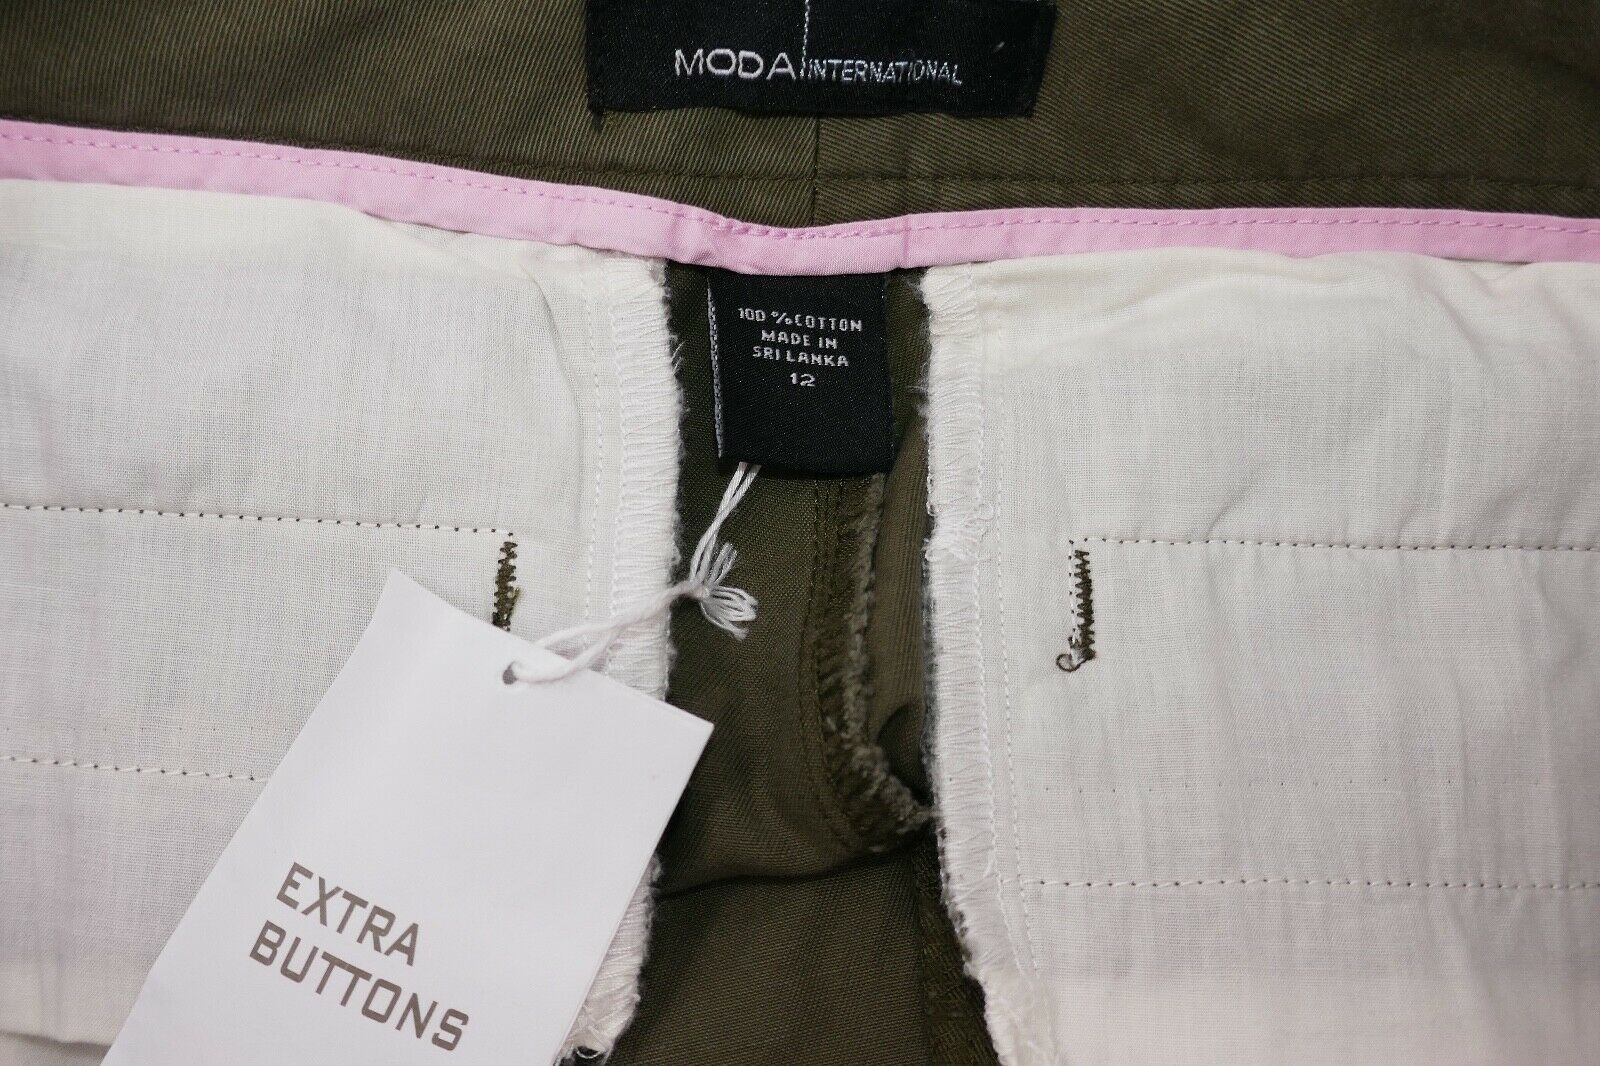 MODA INTERNATIONAL
100 % COTTON
MADE IN
SRI LANKA
12
EXTRA
BUTTONS